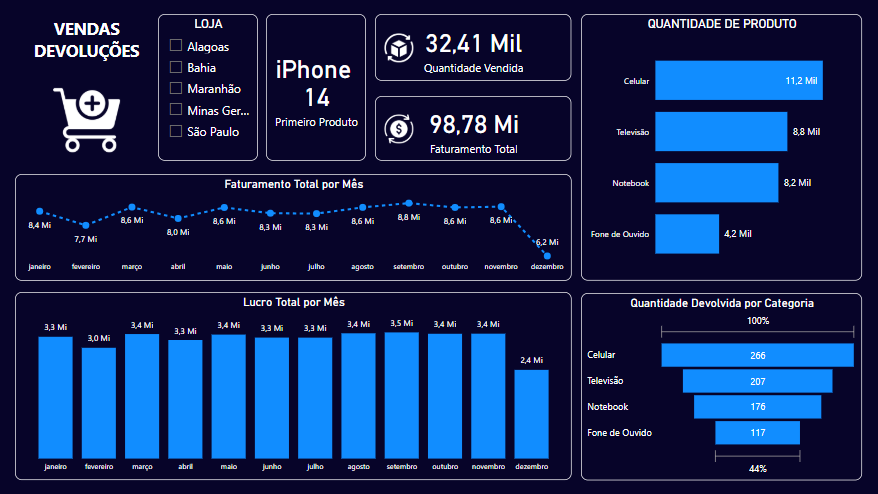 VENDAS
DEVOLUÇÕES
LOJA
Alagoas
Bahia
Maranhão
Minas Ger...
São Paulo
iPhone
14
Primeiro Produto
32,41 Mil
Quantidade Vendida
98,78 Mi
Faturamento Total
QUANTIDADE DE PRODUTO
Celular 11,2 Mil
Televisão 8,8 Mil
Notebook 8,2 Mil
Fone de Ouvido 4,2 Mil
Faturamento Total por Mês
8,4 Mi 7,7 Mi 8,6 Mi 8,0 Mi 8,6 Mi 8,3 Mi 8,3 Mi 8,6 Mi 8,8 Mi 8,6 Mi 8,6 Mi 6,2 Mi
janeiro fevereiro março abril maio junho julho agosto setembro outubro novembro dezembro
Lucro Total por Mês
3,3 Mi 3,0 Mi 3,4 Mi 3,3 Mi 3,4 Mi 3,3 Mi 3,3 Mi 3,4 Mi 3,5 Mi 3,4 Mi 3,4 Mi 2,4 Mi
janeiro fevereiro março abril maio junho julho agosto setembro outubro novembro dezembro
Quantidade Devolvida por Categoria
100%
Celular 266
Televisão 207
Notebook 176
Fone de Ouvido 117
44%